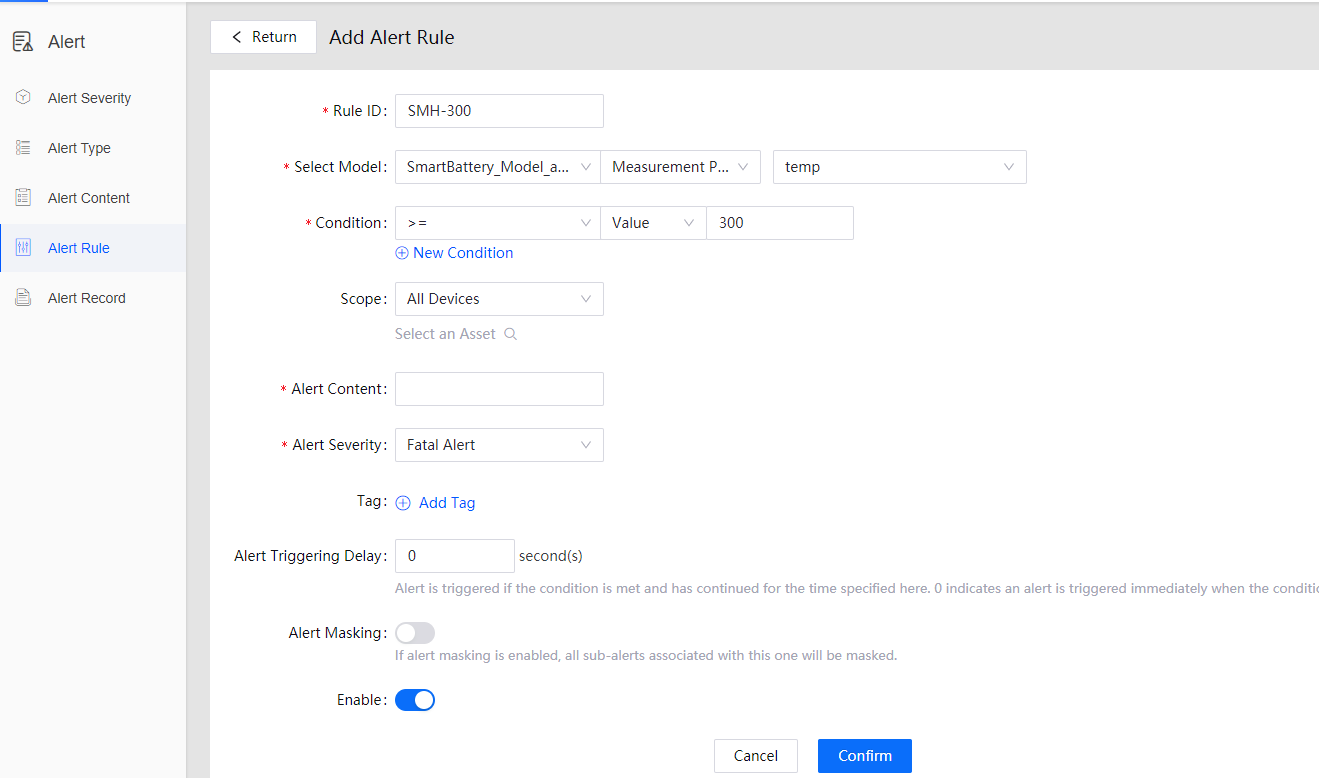 Alert
Alert Severity
Alert Type
Alert Content
Alert Rule
Alert Record
Return
Add Alert Rule
* Rule ID: SMH-300
* Select Model: SmartBattery_Model_a... Measurement P... temp
* Condition: >= Value 300
New Condition
Scope: All Devices
Select an Asset
* Alert Content:
* Alert Severity: Fatal Alert
Tag: Add Tag
Alert Triggering Delay: 0 second(s)
Alert is triggered if the condition is met and has continued for the time specified here. 0 indicates an alert is triggered immediately when the conditio
Alert Masking:
If alert masking is enabled, all sub-alerts associated with this one will be masked.
Enable:
Cancel Confirm